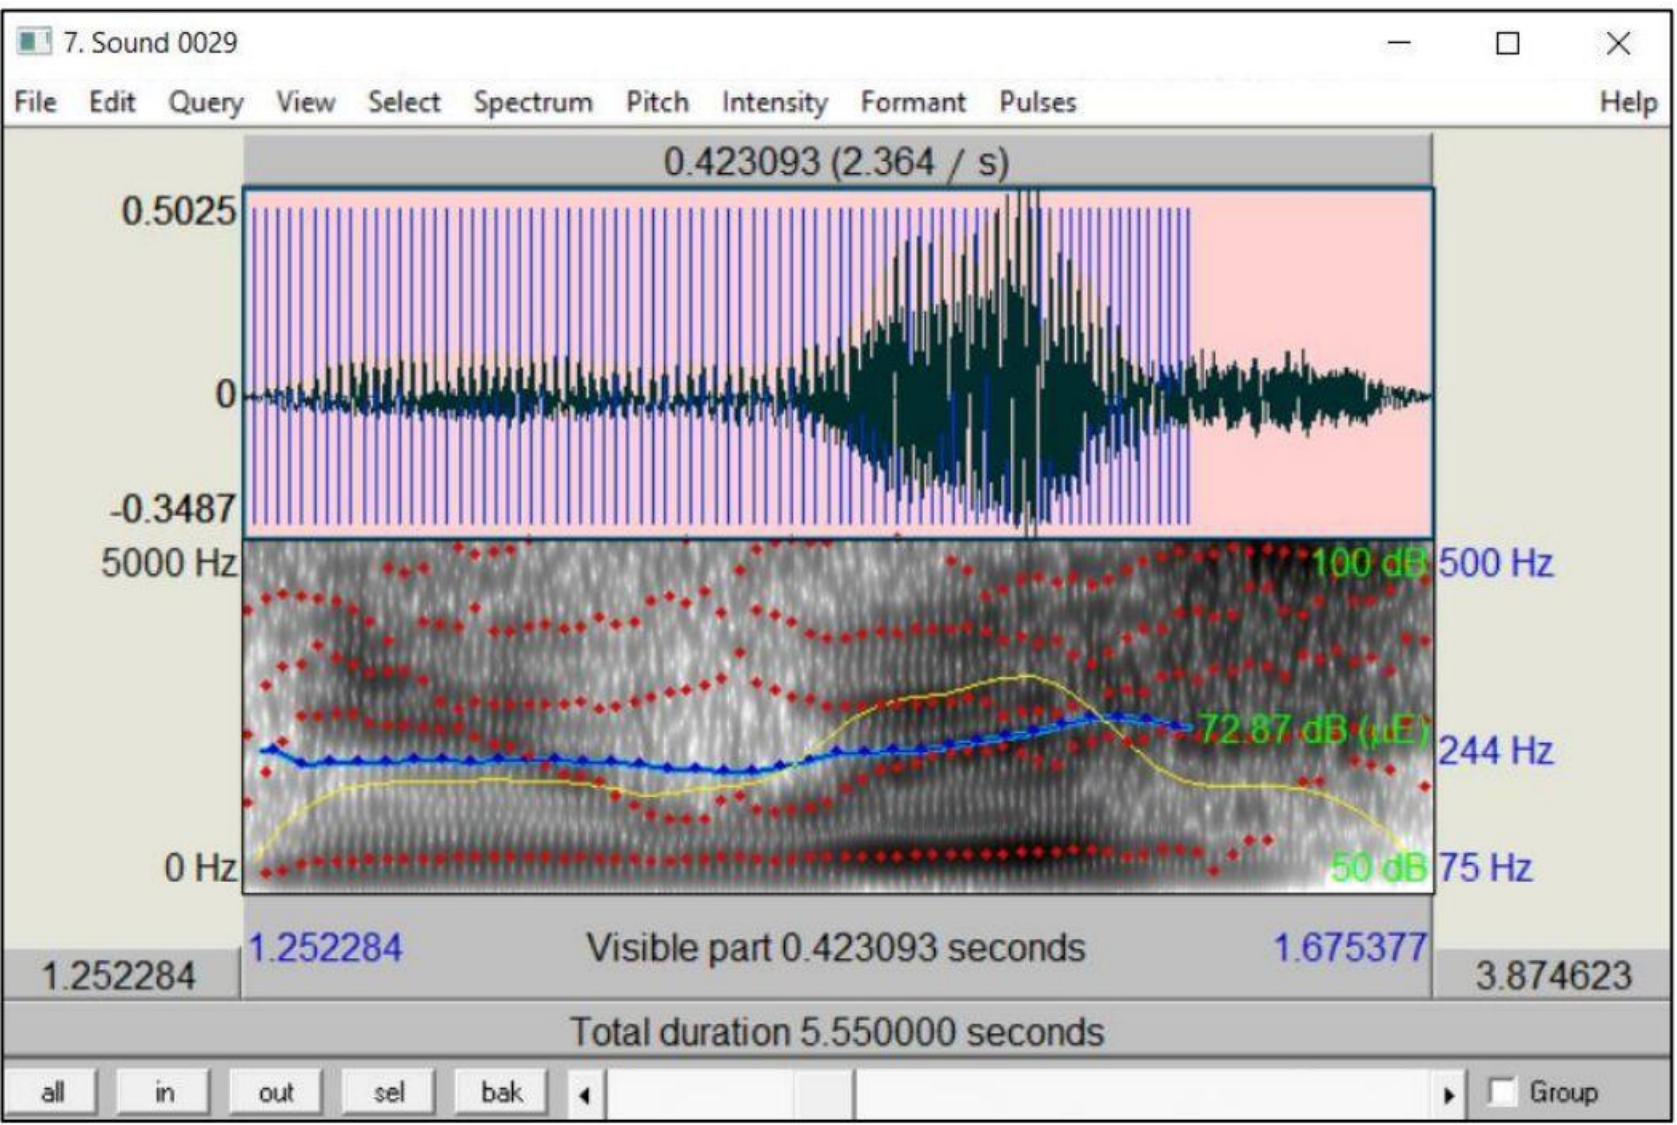 7. Sound 0029
File Edit Query View Select Spectrum Pitch Intensity Formant Pulses Help
0.423093 (2.364 / s)
0.5025
0
-0.3487
5000 Hz 100 dB 500 Hz
72.87 dB (µE) 244 Hz
0 Hz 50 dB 75 Hz
1.252284 Visible part 0.423093 seconds 1.675377
1.252284 3.874623
Total duration 5.550000 seconds
all in out sel bak Group